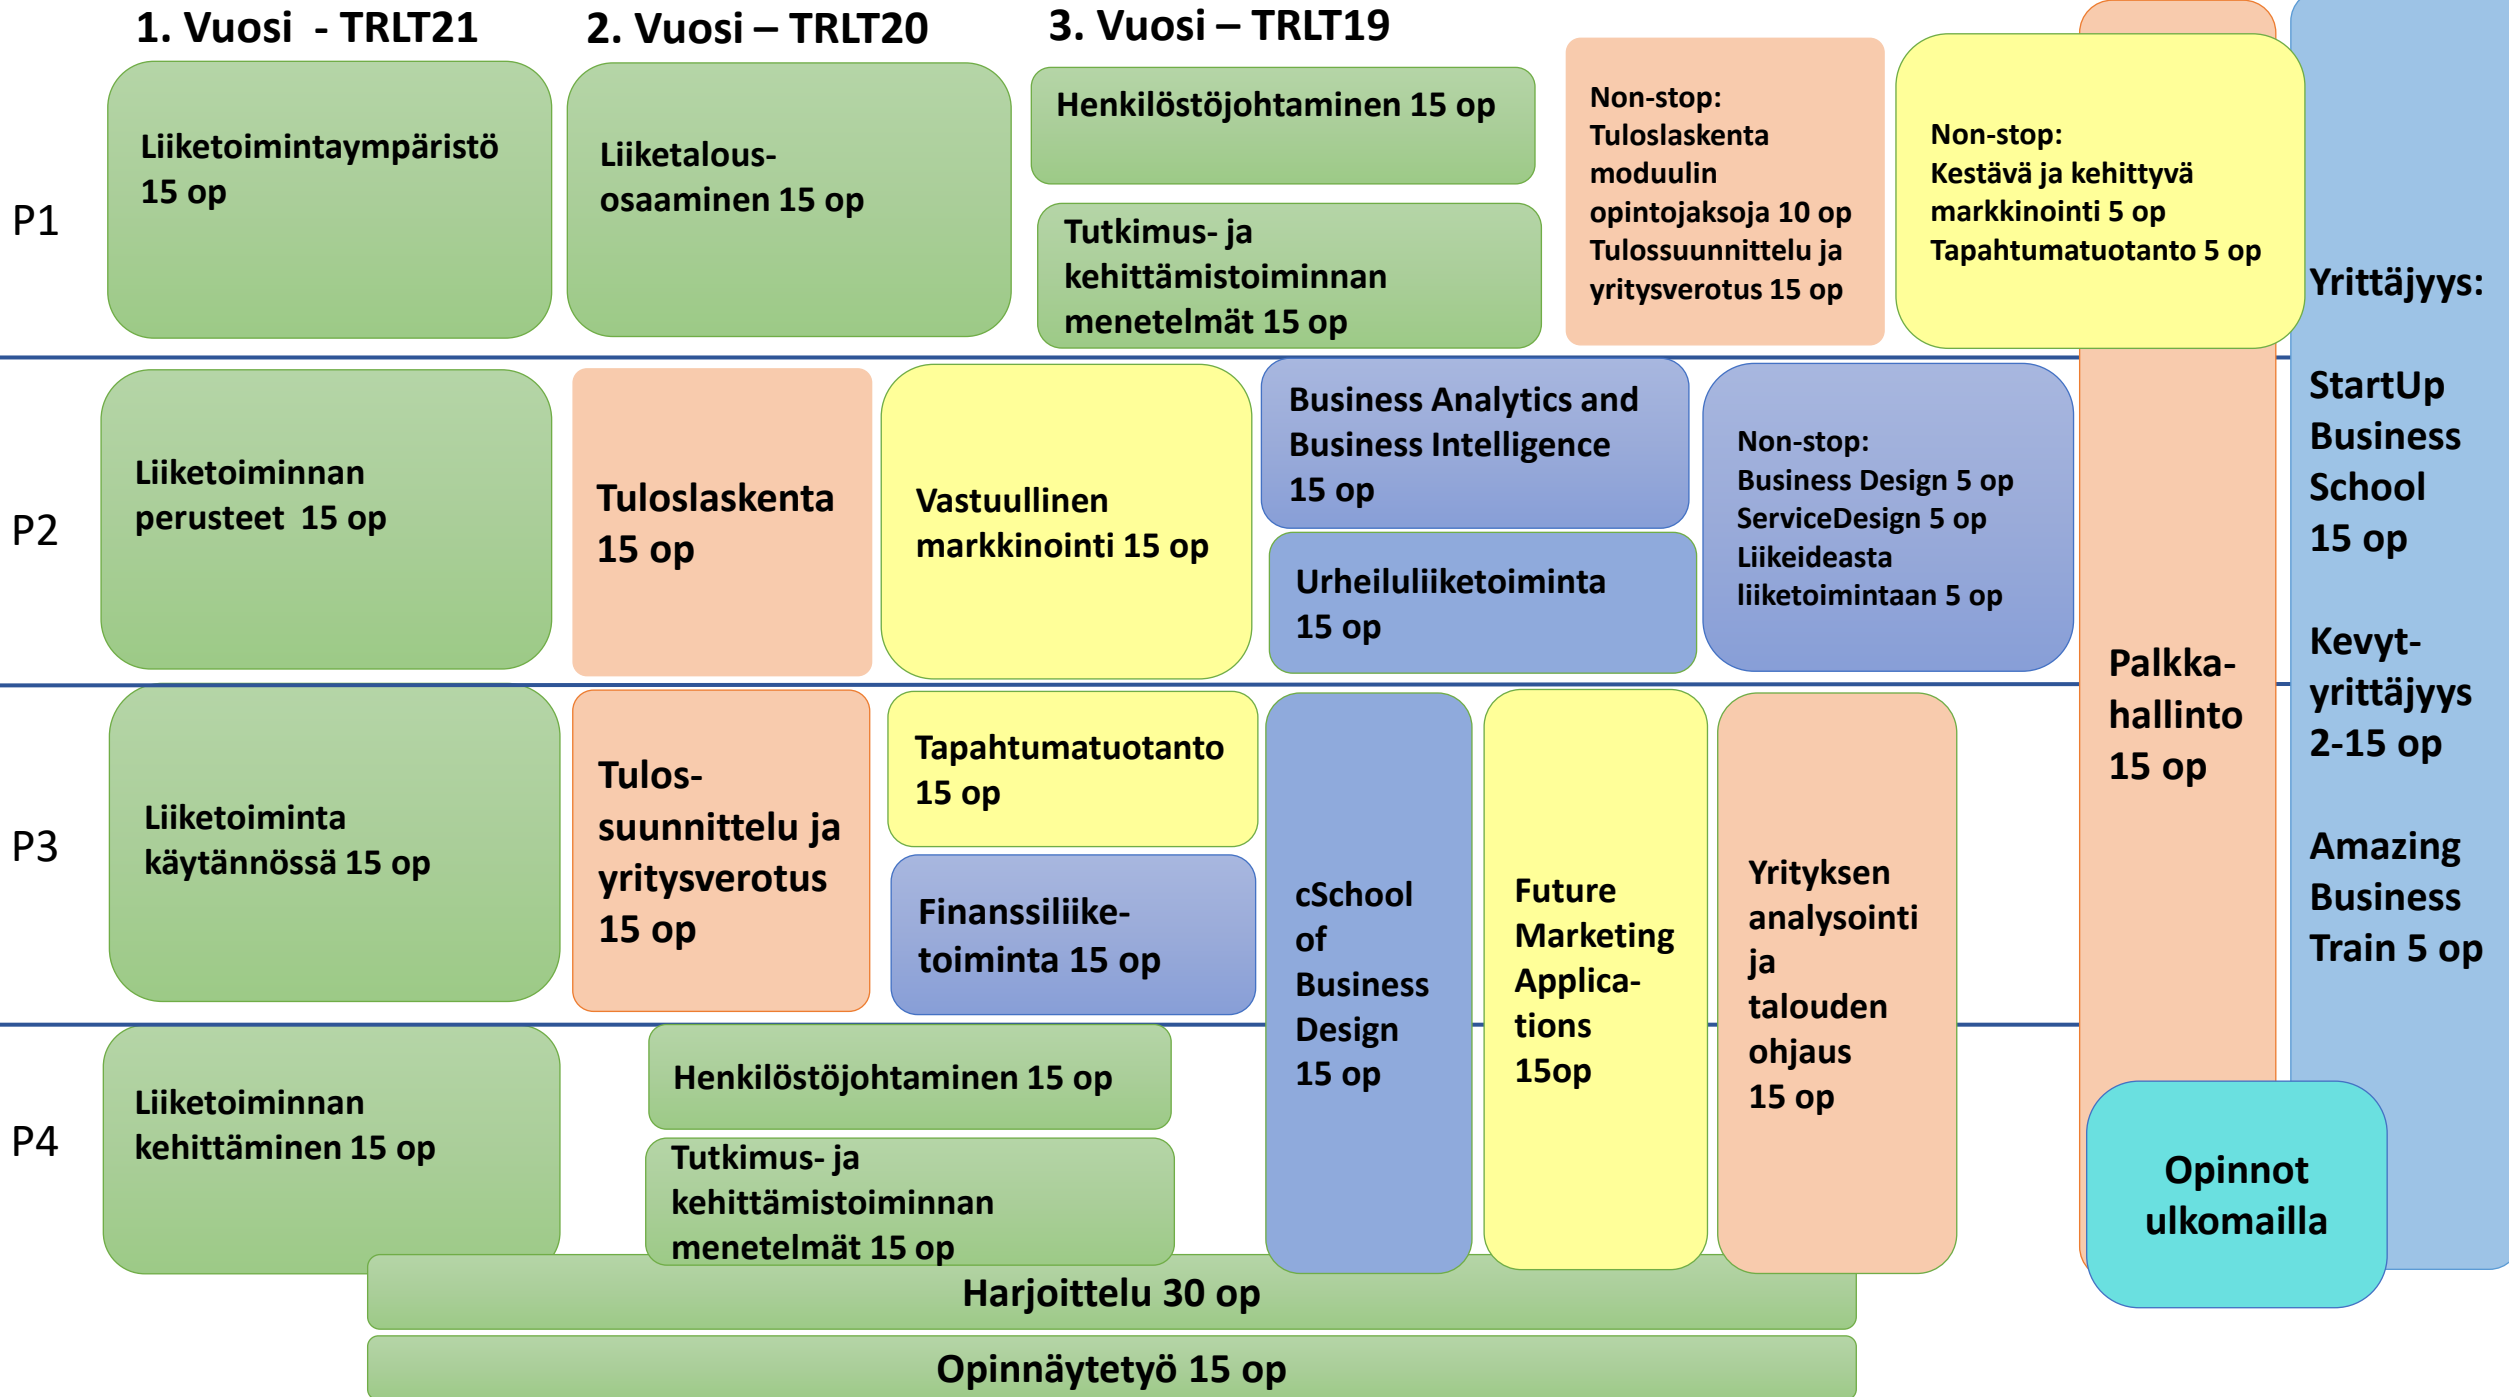 1. Vuosi - TRLT21
2. Vuosi – TRLT20
3. Vuosi – TRLT19
P1
Liiketoimintaympäristö
15 op
Liiketalous-
osaaminen 15 op
Henkilöstöjohtaminen 15 op
Tutkimus- ja
kehittämistoiminnan
menetelmät 15 op
Non-stop:
Tuloslaskenta
moduulin
opintojaksoja 10 op
Tulossuunnittelu ja
yritysverotus 15 op
Non-stop:
Kestävä ja kehittyvä
markkinointi 5 op
Tapahtumatuotanto 5 op
P2
Liiketoiminnan
perusteet 15 op
Tuloslaskenta
15 op
Vastuullinen
markkinointi 15 op
Business Analytics and
Business Intelligence
15 op
Urheiluliiketoiminta
15 op
Non-stop:
Business Design 5 op
ServiceDesign 5 op
Liikeideasta
liiketoimintaan 5 op
P3
Liiketoiminta
käytännössä 15 op
Tulos-
suunnittelu ja
yritysverotus
15 op
Tapahtumatuotanto
15 op
Finanssiliike-
toiminta 15 op
cSchool
of
Business
Design
15 op
Future
Marketing
Applica-
tions
15op
Yrityksen
analysointi
ja
talouden
ohjaus
15 op
Palkka-
hallinto
15 op
Yrittäjyys:
StartUp
Business
School
15 op
Kevyt-
yrittäjyys
2-15 op
Amazing
Business
Train 5 op
P4
Liiketoiminnan
kehittäminen 15 op
Henkilöstöjohtaminen 15 op
Tutkimus- ja
kehittämistoiminnan
menetelmät 15 op
Opinnot
ulkomailla
Harjoittelu 30 op
Opinnäytetyö 15 op